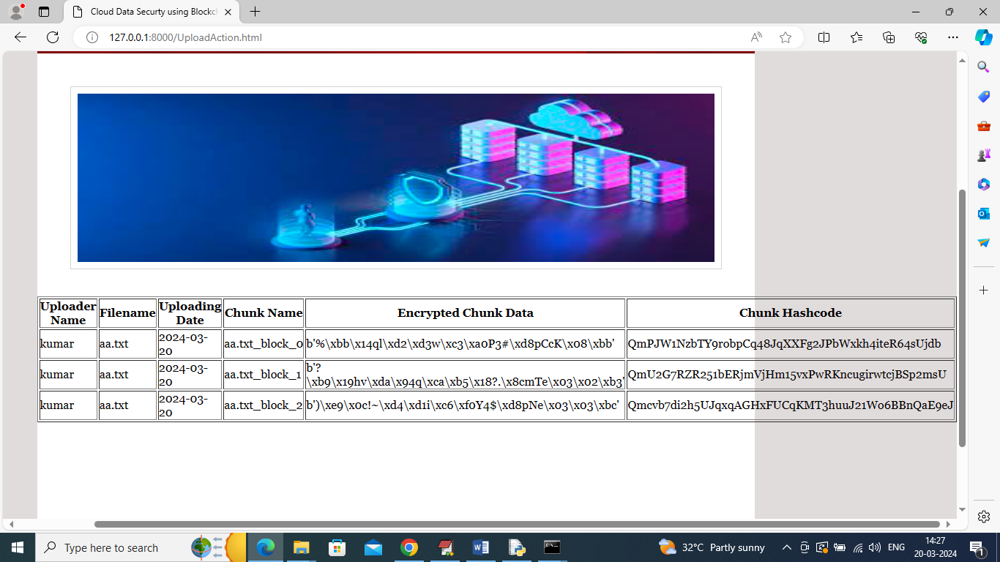 Cloud Data Securty using Blockc
127.0.0.1:8000/UploadAction.html
Uploader Name Filename Uploading Date Chunk Name Encrypted Chunk Data Chunk Hashcode
kumar aa.txt 2024-03-20 aa.txt_block_0 b'%\xbb\x14ql\xd2\xd3w\xc3\xa0P3#\xd8pCcK\x08\xbb' QmPJW1NzbTY9robpCq48JqXXFg2JPbWxkh4iteR64sUjdb
kumar aa.txt 2024-03-20 aa.txt_block_1 b'?\xb9\x19hv\xda\x94q\xca\xb5\x18?.\x8cmTe\x03\x02\xb3' QmU2G7RZR251bERjmVjHm15vxPwRKncugirwtcjBSp2msU
kumar aa.txt 2024-03-20 aa.txt_block_2 b')\xe9\x0c!~\xd4\xd1i\xc6\xf0Y4$\xd8pNe\x03\x03\xbc' Qmcvb7di2h5UJqxqAGHxFUCqKMT3huuJ21Wo6BBnQaE9eJ
Type here to search
32°C Partly sunny
ENG
14:27
20-03-2024
1